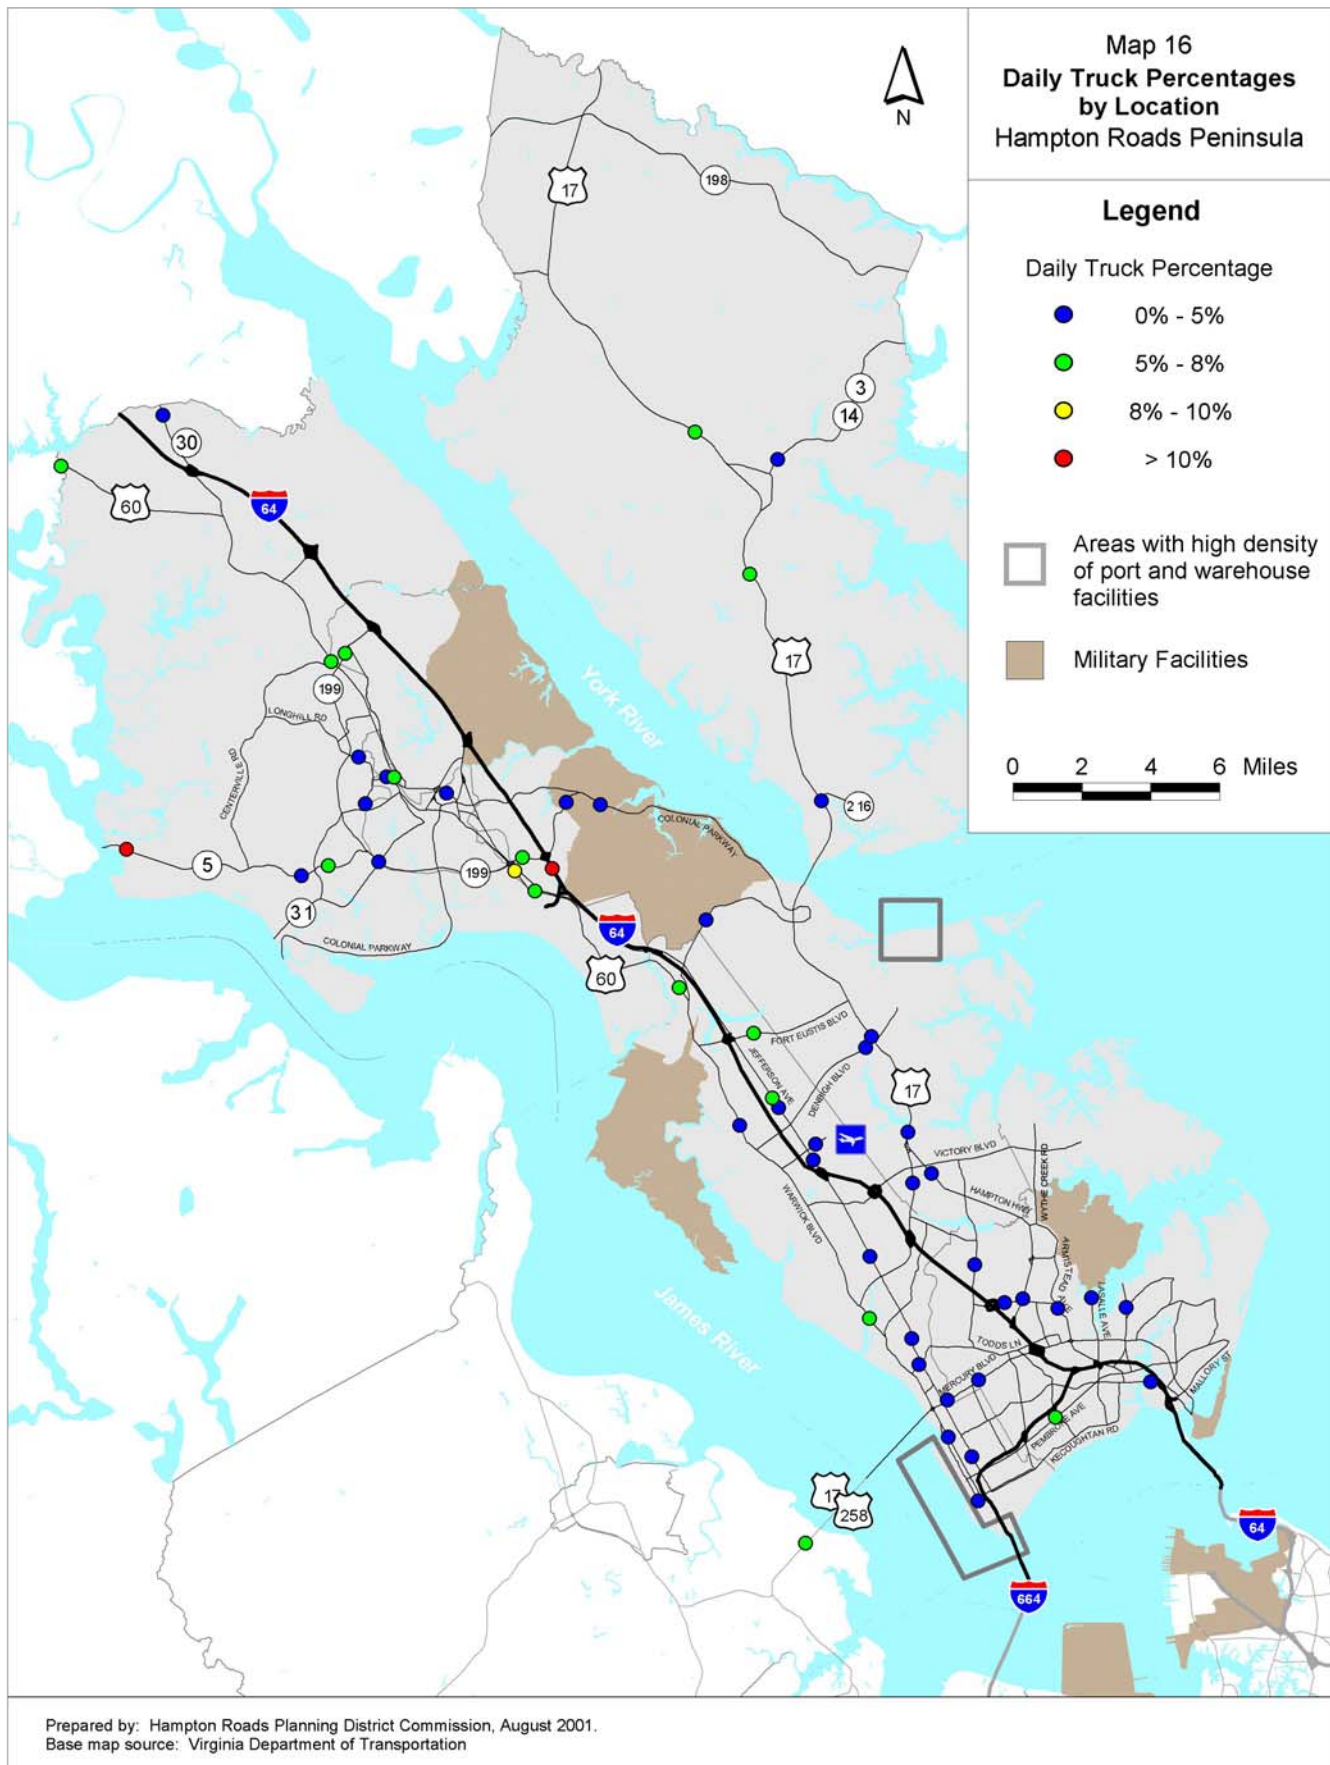 Map 16
Daily Truck Percentages
by Location
Hampton Roads Peninsula
Legend
Daily Truck Percentage
0% - 5%
5% - 8%
8% - 10%
> 10%
Areas with high density
of port and warehouse
facilities
Military Facilities
0 2 4 6 Miles
N
17
198
3
14
30
60
64
17
York River
199
LONGHILL RD
CENTERVILLE RD
2 16
COLONIAL PARKWAY
5
199
31
COLONIAL PARKWAY
64
60
FORT EUSTIS BLVD
JEFFERSON AVE
DENBIGH BLVD
17
VICTORY BLVD
WYTHE CREEK RD
HAMPTON HWY
WARWICK BLVD
ARMISTEAD AVE
LASALLE AVE
James River
TODDS LN
MERCURY BLVD
MALLORY ST
PEMBROKE AVE
KECOUGHTAN RD
17
258
64
664
Prepared by: Hampton Roads Planning District Commission, August 2001.
Base map source: Virginia Department of Transportation